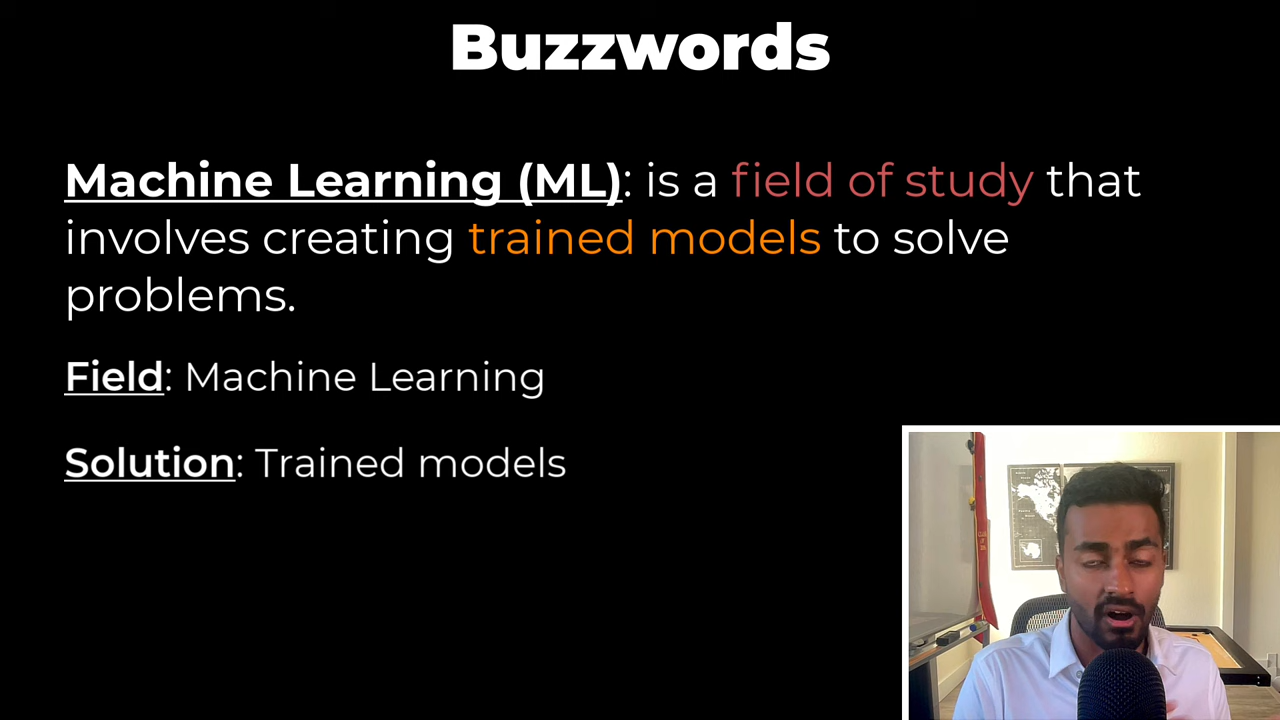 Buzzwords
Machine Learning (ML): is a field of study that
involves creating trained models to solve
problems.
Field: Machine Learning
Solution: Trained models